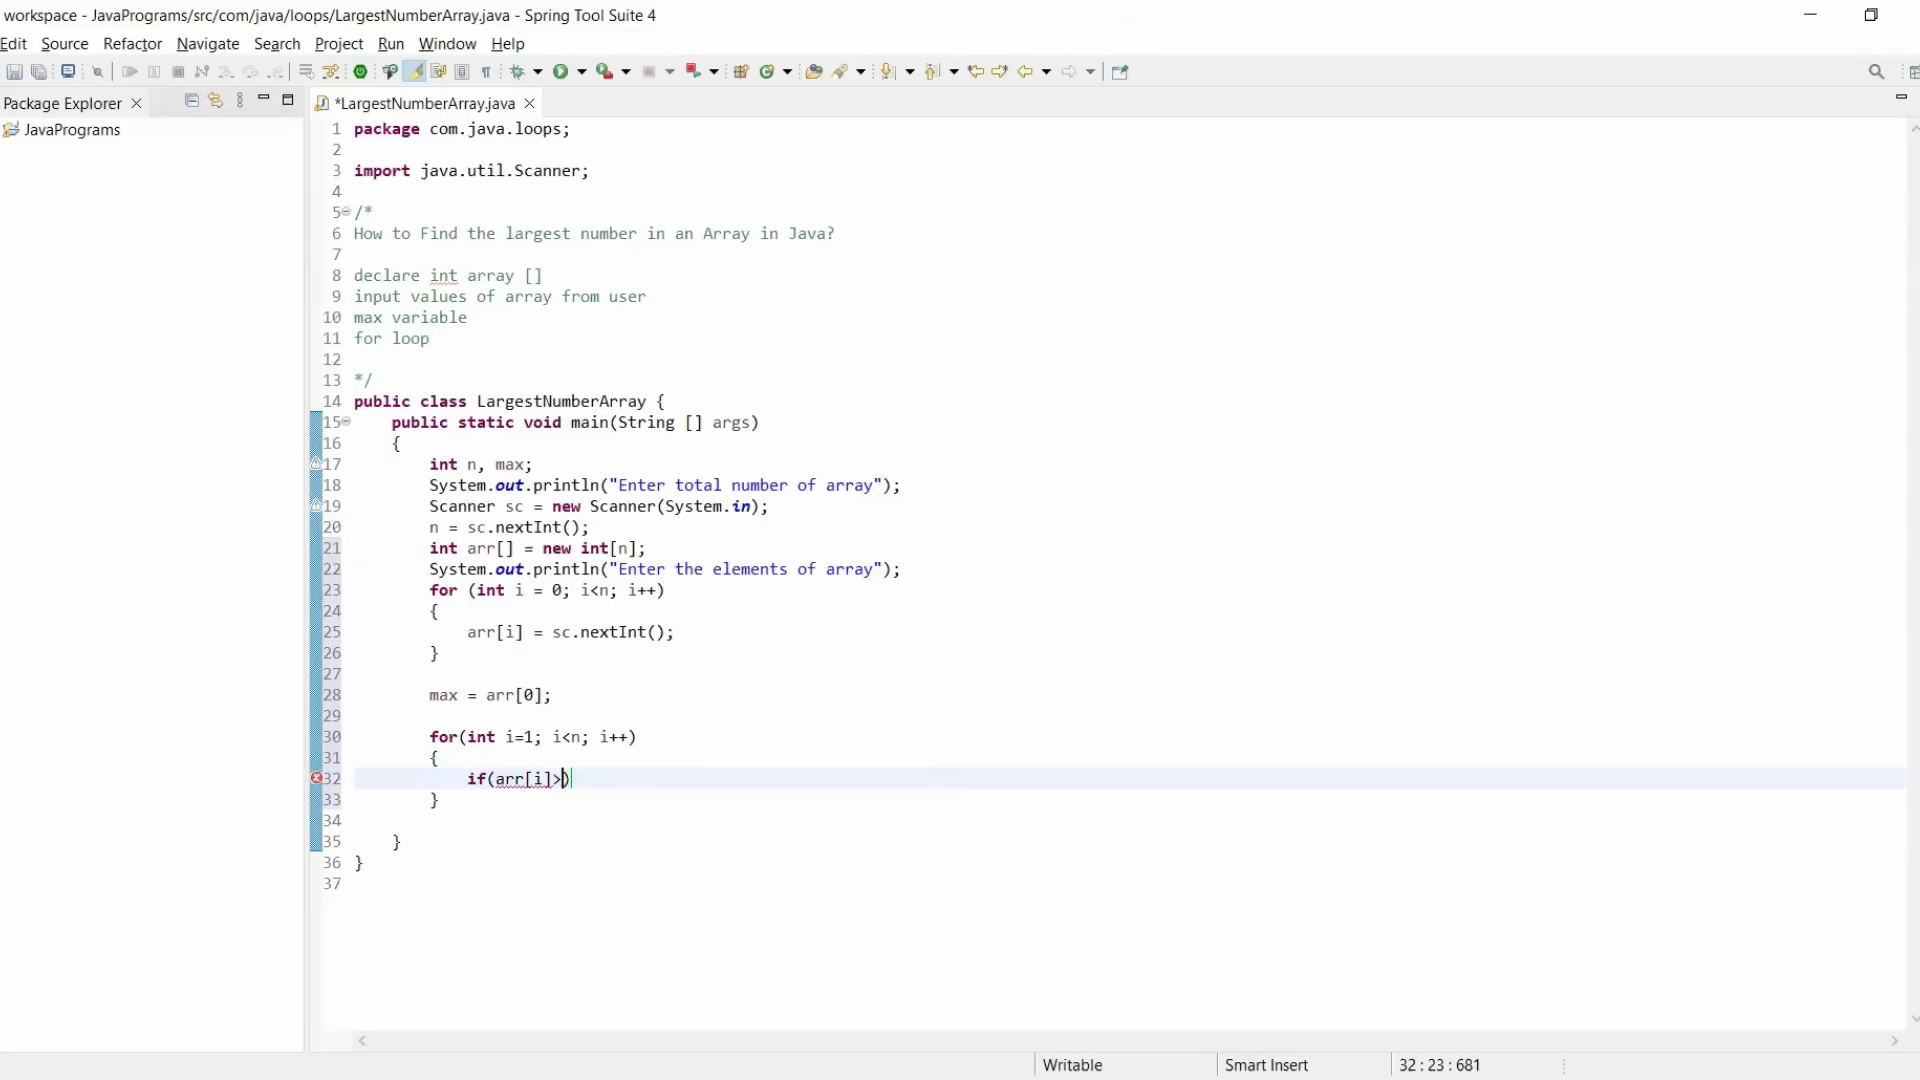 workspace - JavaPrograms/src/com/java/loops/LargestNumberArray.java - Spring Tool Suite 4
Edit Source Refactor Navigate Search Project Run Window Help
Package Explorer
JavaPrograms
*LargestNumberArray.java
1 package com.java.loops;
2
3 import java.util.Scanner;
4
5 /*
6 How to Find the largest number in an Array in Java?
7
8 declare int array []
9 input values of array from user
10 max variable
11 for loop
12
13 */
14 public class LargestNumberArray {
15 public static void main(String [] args)
16 {
17 int n, max;
18 System.out.println("Enter total number of array");
19 Scanner sc = new Scanner(System.in);
20 n = sc.nextInt();
21 int arr[] = new int[n];
22 System.out.println("Enter the elements of array");
23 for (int i = 0; i<n; i++)
24 {
25 arr[i] = sc.nextInt();
26 }
27
28 max = arr[0];
29
30 for(int i=1; i<n; i++)
31 {
32 if(arr[i]>)
33 }
34
35 }
36 }
37
Writable Smart Insert 32 : 23 : 681